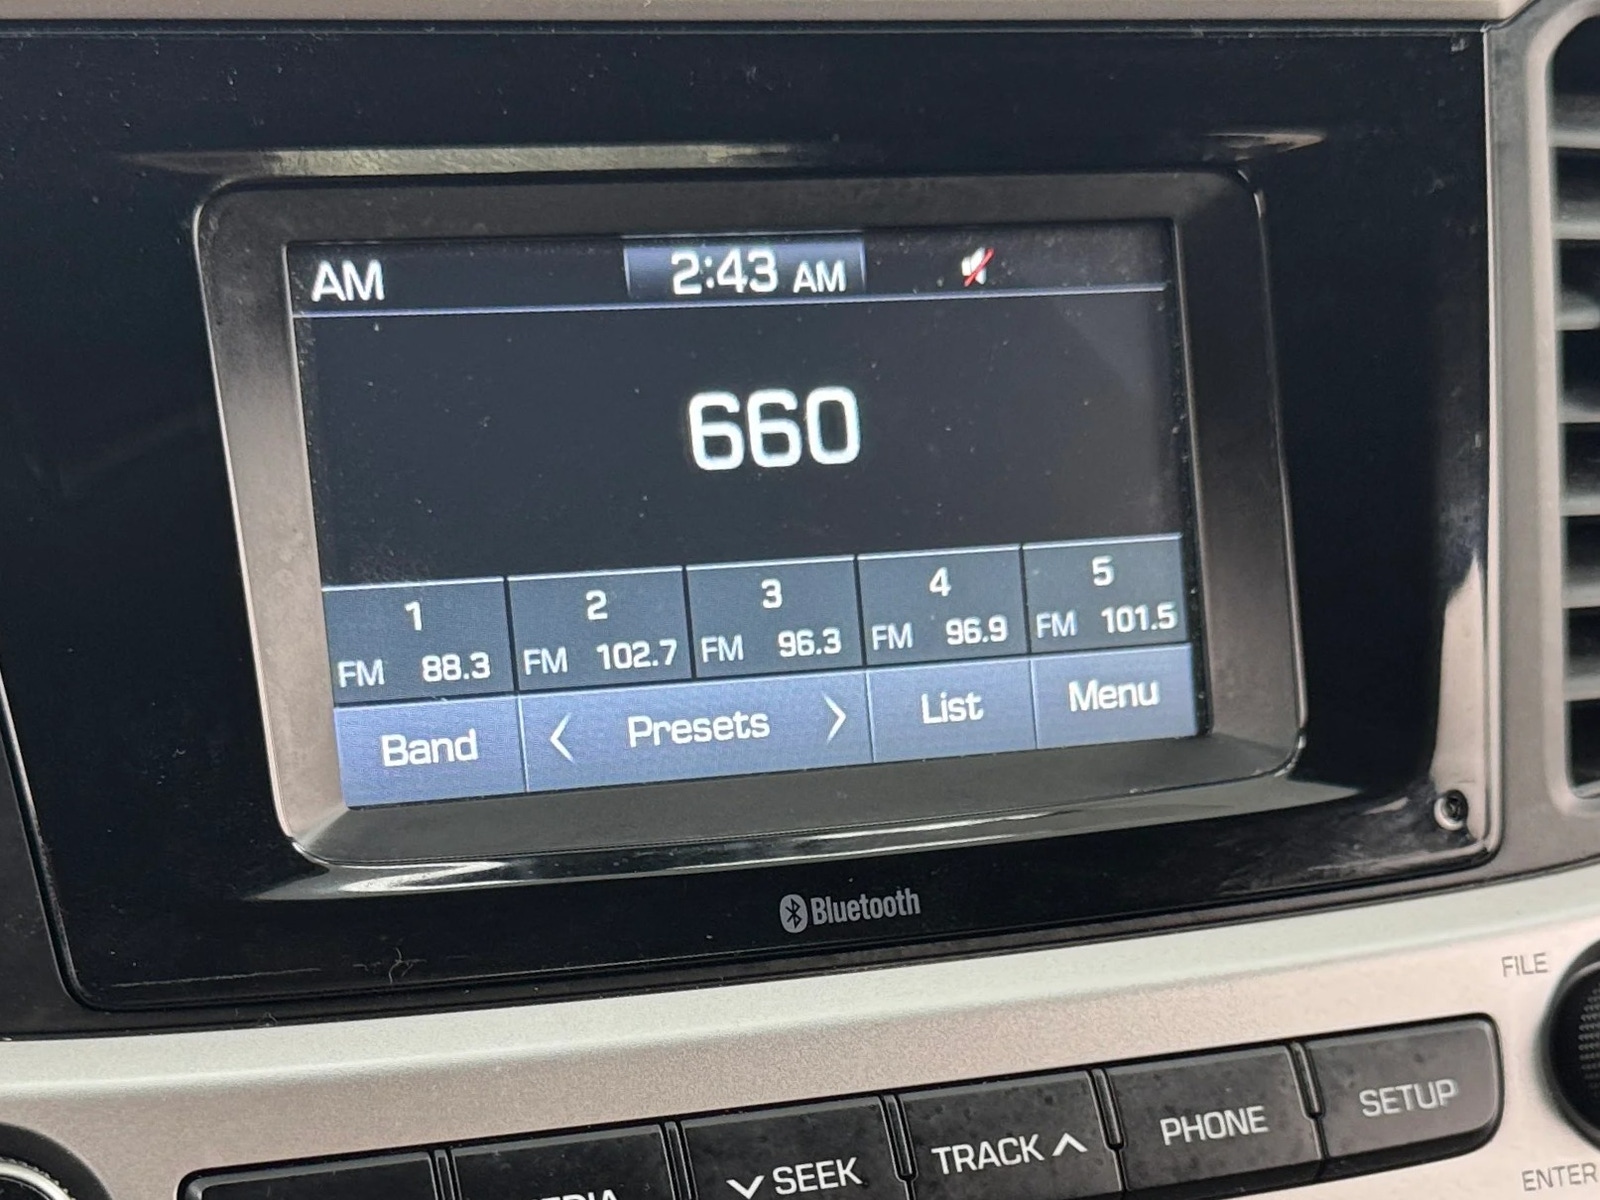 AM 2:43 AM
660
1 2 3 4 5
FM 88.3 FM 102.7 FM 96.3 FM 96.9 FM 101.5
Band < Presets > List Menu
Bluetooth
FILE
SEEK TRACK PHONE SETUP
ENTER